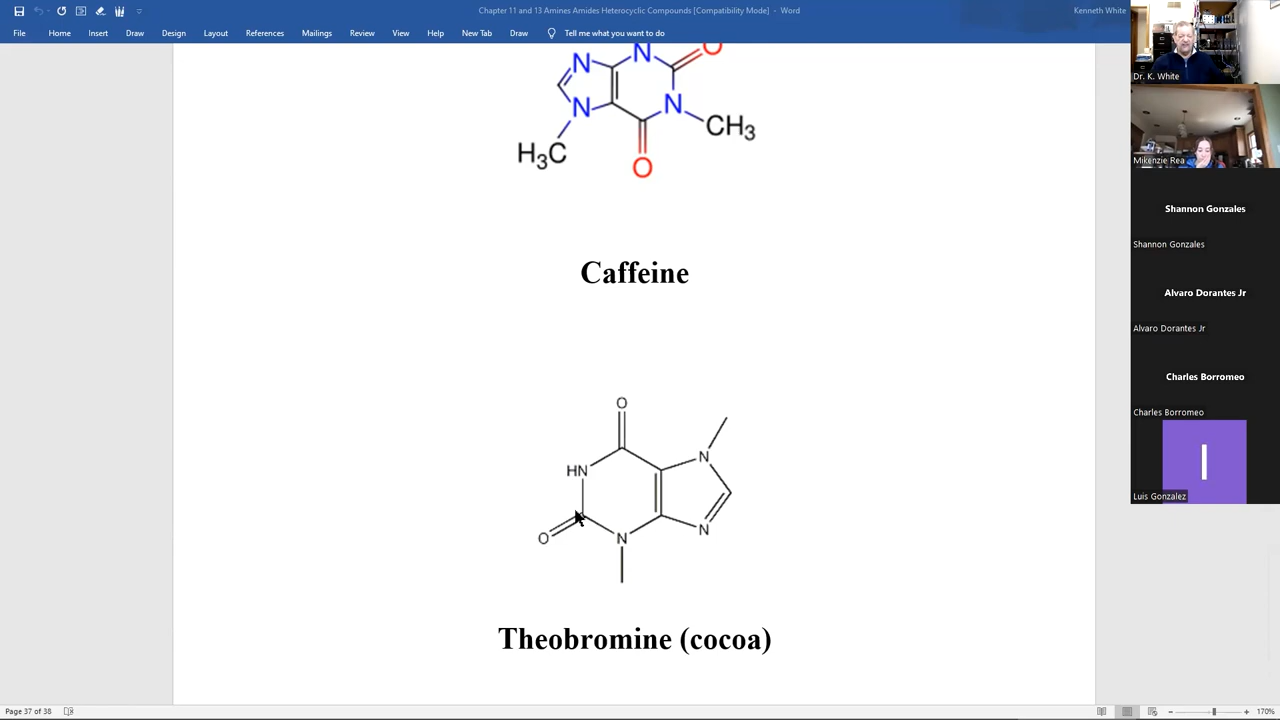 Chapter 11 and 13 Amines Amides Heterocyclic Compounds [Compatibility Mode] - Word
Kenneth White
File Home Insert Draw Design Layout References Mailings Review View Help New Tab Draw Tell me what you want to do
N
N
O
N
N
CH3
H3C
O
Caffeine
O
HN
N
O
N
N
Theobromine (cocoa)
Dr. K. White
Mikenzie Rea
Shannon Gonzales
Shannon Gonzales
Alvaro Dorantes Jr
Alvaro Dorantes Jr
Charles Borromeo
Charles Borromeo
l
Luis Gonzalez
Page 37 of 38
170%